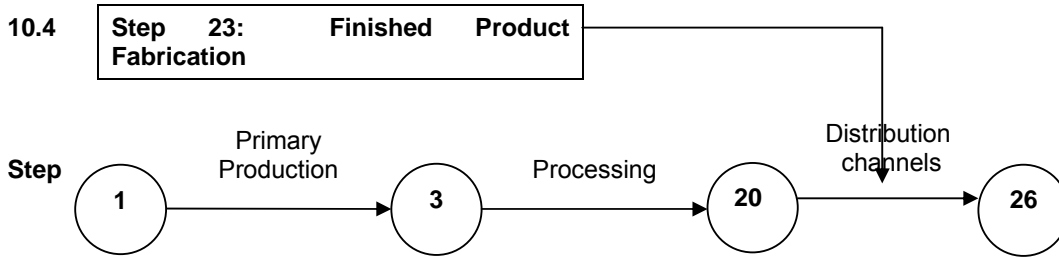 10.4 Step 23: Finished Product
Fabrication
Primary
Production
Processing
Distribution
channels
Step
1
3
20
26